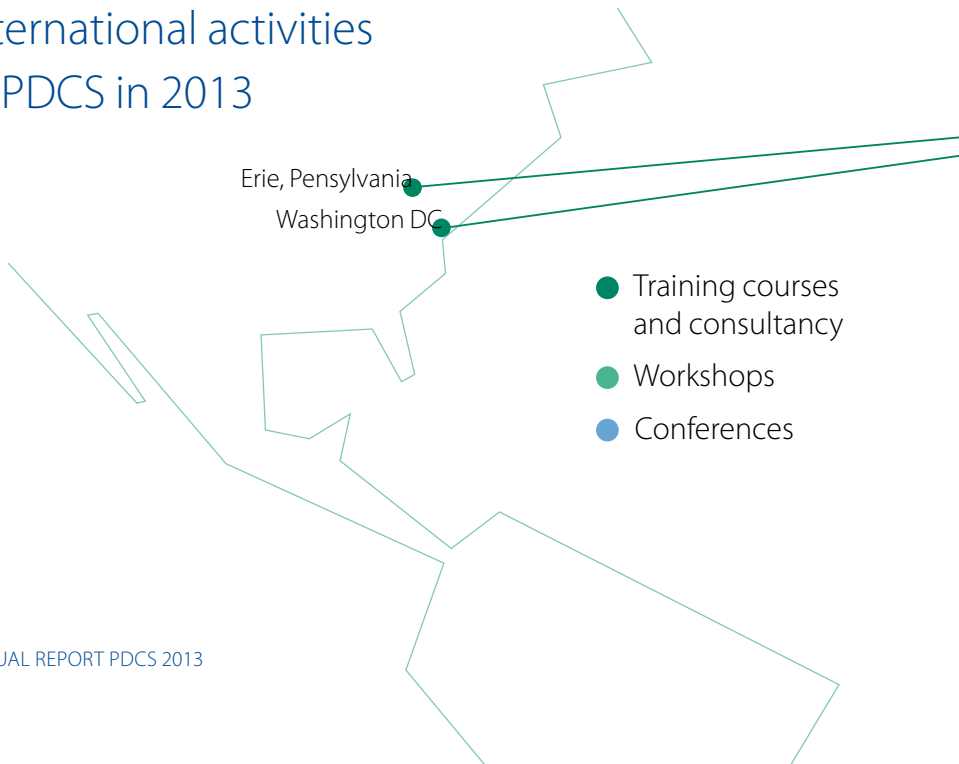 ternational activities
PDCS in 2013
Erie, Pensylvania
Washington DC
Training courses
and consultancy
Workshops
Conferences
UAL REPORT PDCS 2013